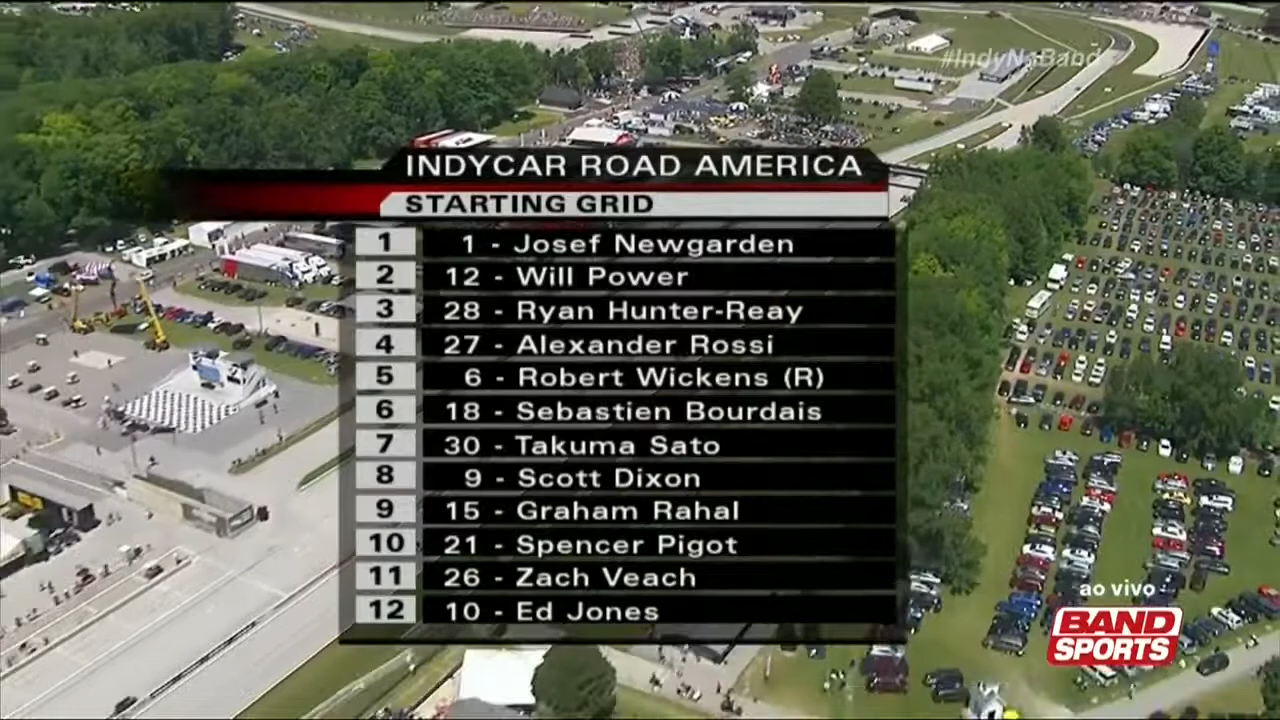 #IndyNaBand
INDYCAR ROAD AMERICA
STARTING GRID
1 1 - Josef Newgarden
2 12 - Will Power
3 28 - Ryan Hunter-Reay
4 27 - Alexander Rossi
5 6 - Robert Wickens (R)
6 18 - Sebastien Bourdais
7 30 - Takuma Sato
8 9 - Scott Dixon
9 15 - Graham Rahal
10 21 - Spencer Pigot
11 26 - Zach Veach
12 10 - Ed Jones
ao vivo
BAND
SPORTS